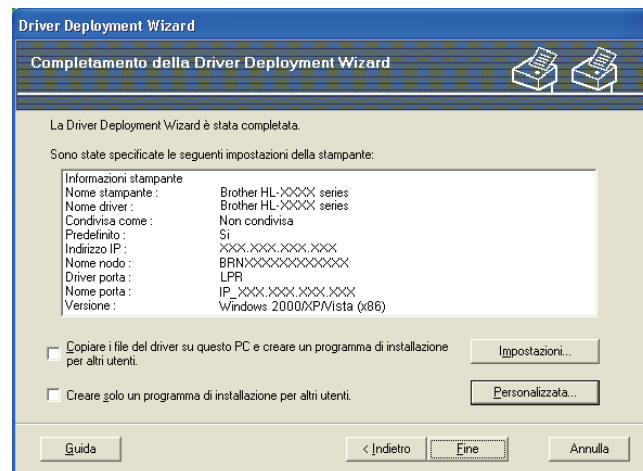 Driver Deployment Wizard
Completamento della Driver Deployment Wizard
La Driver Deployment Wizard è stata completata.
Sono state specificate le seguenti impostazioni della stampante:
Informazioni stampante
Nome stampante : Brother HL-XXXX series
Nome driver : Brother HL-XXXX series
Condivisa come : Non condivisa
Predefinito : Si
Indirizzo IP : XXX.XXX.XXX.XXX
Nome nodo : BRNXXXXXXXXXXXX
Driver porta : LPR
Nome porta : IP_XXX.XXX.XXX.XXX
Versione : Windows 2000/XP/Vista (x86)
Copiare i file del driver su questo PC e creare un programma di installazione
per altri utenti.
Impostazioni...
Creare solo un programma di installazione per altri utenti.
Personalizzata...
Guida
< Indietro
Fine
Annulla